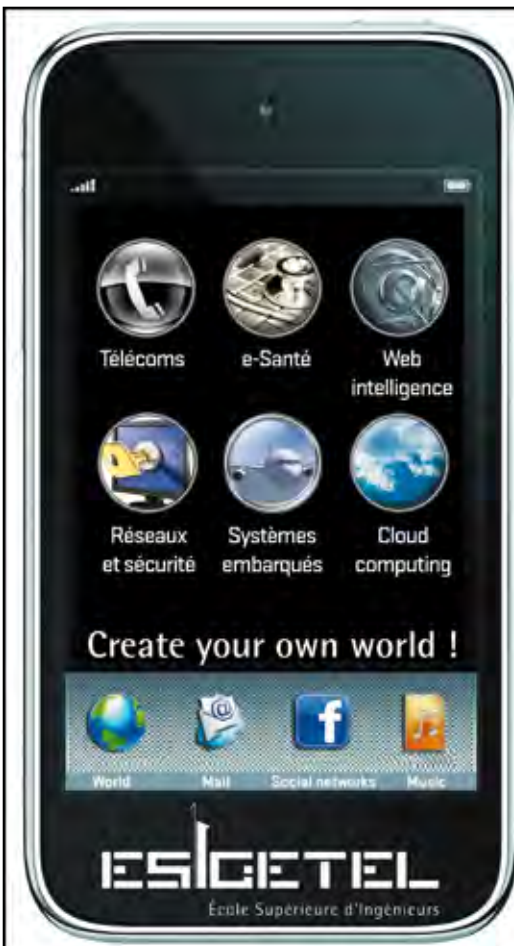 Télécoms
e-Santé
Web
intelligence
Réseaux
et sécurité
Systèmes
embarqués
Cloud
computing
Create your own world !
World
Mail
Social networks
Music
ESIGETEL
École Supérieure d'Ingénieurs